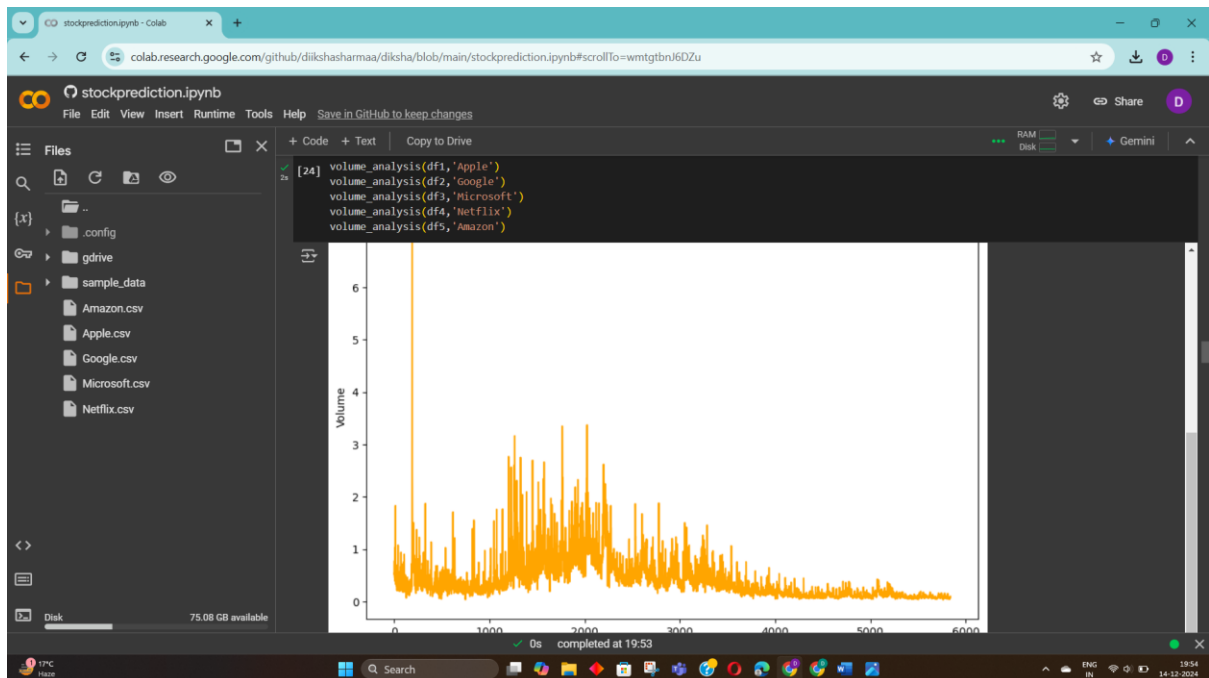 stockprediction.ipynb - Colab
colab.research.google.com/github/diikshasharmaa/diksha/blob/main/stockprediction.ipynb#scrollTo=wmtgtbnJ6DZu
D
CO
stockprediction.ipynb
File Edit View Insert Runtime Tools Help Save in GitHub to keep changes
Share
D
Files
+ Code + Text Copy to Drive
RAM
Disk
Gemini
..
{x}
.config
gdrive
sample_data
Amazon.csv
Apple.csv
Google.csv
Microsoft.csv
Netflix.csv
Disk 75.08 GB available
2s
[24] volume_analysis(df1,'Apple')
volume_analysis(df2,'Google')
volume_analysis(df3,'Microsoft')
volume_analysis(df4,'Netflix')
volume_analysis(df5,'Amazon')
6
5
4
3
2
1
0
Volume
0 1000 2000 3000 4000 5000 6000
0s completed at 19:53
1
17°C
Haze
Search
ENG
IN
19:54
14-12-2024